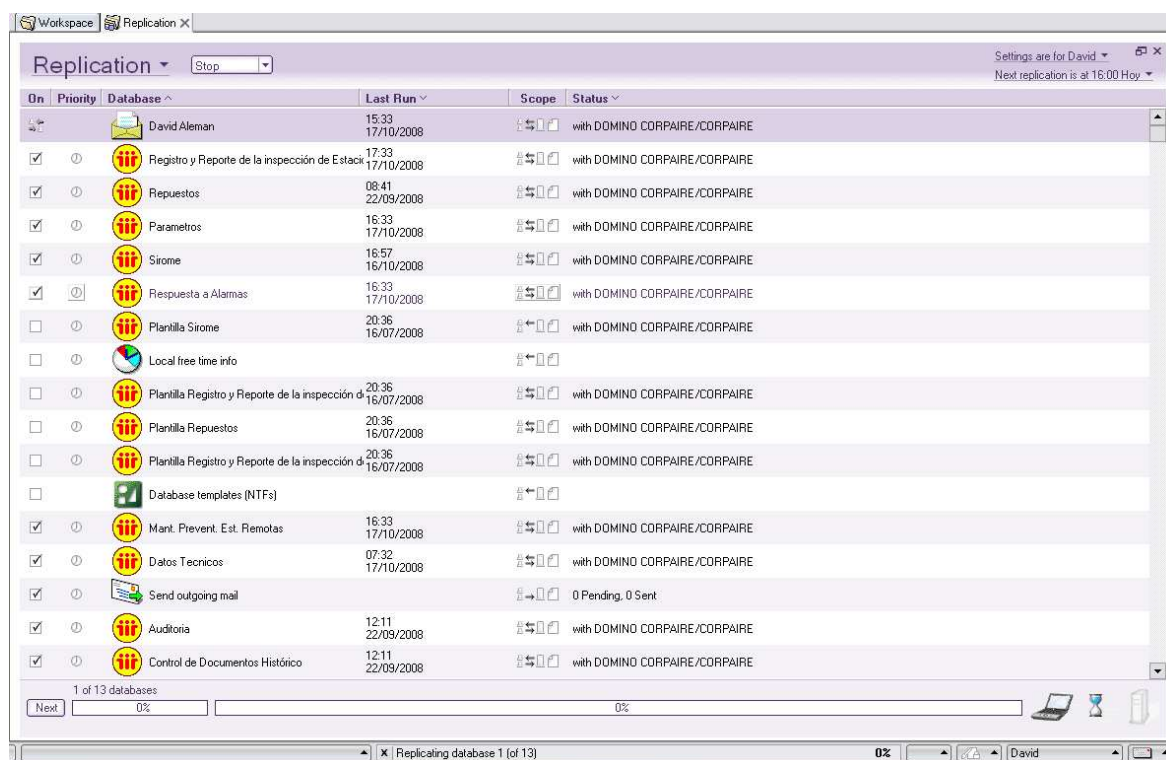 Workspace Replication
Replication Stop Settings are for David
Next replication is at 16:00 Hoy
On Priority Database Last Run Scope Status
David Aleman 15:33 17/10/2008 with DOMINO CORPAIRE/CORPAIRE
Registro y Reporte de la inspección de Estaci 17:33 17/10/2008 with DOMINO CORPAIRE/CORPAIRE
Repuestos 08:41 22/09/2008 with DOMINO CORPAIRE/CORPAIRE
Parametros 16:33 17/10/2008 with DOMINO CORPAIRE/CORPAIRE
Sirome 16:57 16/10/2008 with DOMINO CORPAIRE/CORPAIRE
Respuesta a Alarmas 16:33 17/10/2008 with DOMINO CORPAIRE/CORPAIRE
Plantilla Sirome 20:36 16/07/2008 with DOMINO CORPAIRE/CORPAIRE
Local free time info
Plantilla Registro y Reporte de la inspección d 20:36 16/07/2008 with DOMINO CORPAIRE/CORPAIRE
Plantilla Repuestos 20:36 16/07/2008 with DOMINO CORPAIRE/CORPAIRE
Plantilla Registro y Reporte de la inspección d 20:36 16/07/2008 with DOMINO CORPAIRE/CORPAIRE
Database templates (NTFs)
Mant. Prevent. Est. Remotas 16:33 17/10/2008 with DOMINO CORPAIRE/CORPAIRE
Datos Tecnicos 07:32 17/10/2008 with DOMINO CORPAIRE/CORPAIRE
Send outgoing mail 0 Pending, 0 Sent
Auditoria 12:11 22/09/2008 with DOMINO CORPAIRE/CORPAIRE
Control de Documentos Histórico 12:11 22/09/2008 with DOMINO CORPAIRE/CORPAIRE
1 of 13 databases
Next 0% 0%
Replicating database 1 (of 13) 0% David